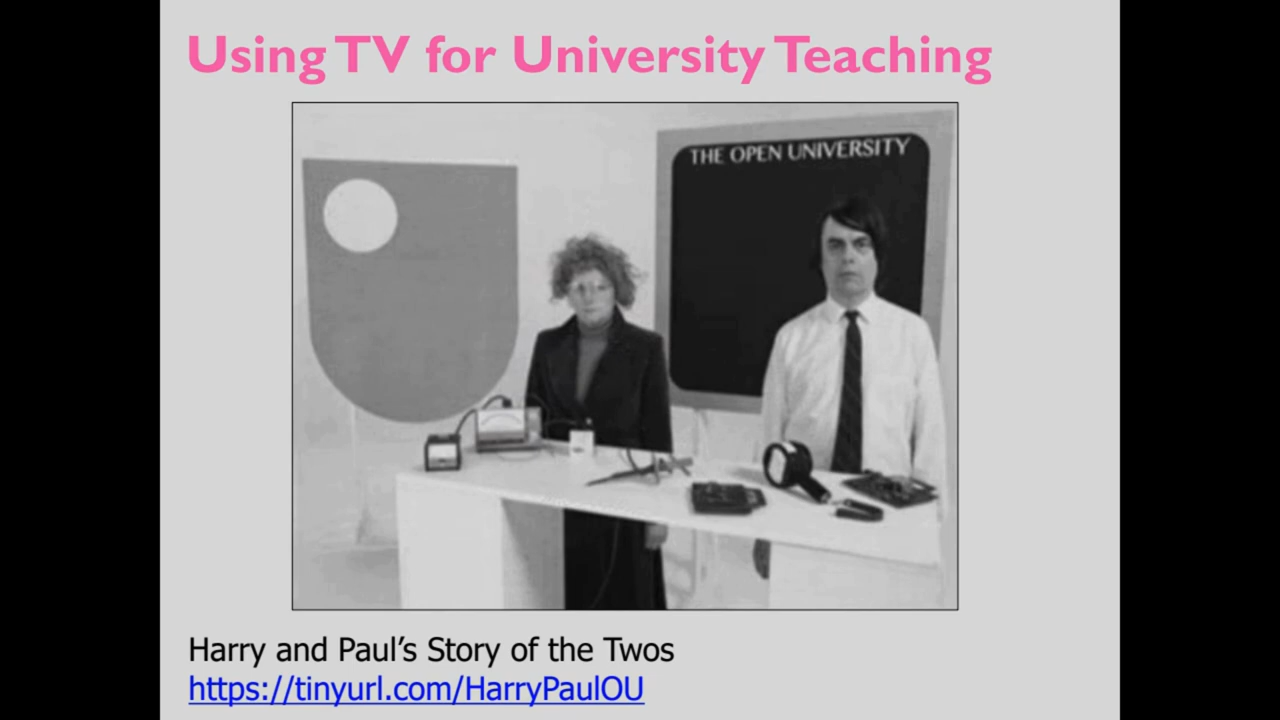 Using TV for University Teaching
THE OPEN UNIVERSITY
Harry and Paul’s Story of the Twos
https://tinyurl.com/HarryPaulOU